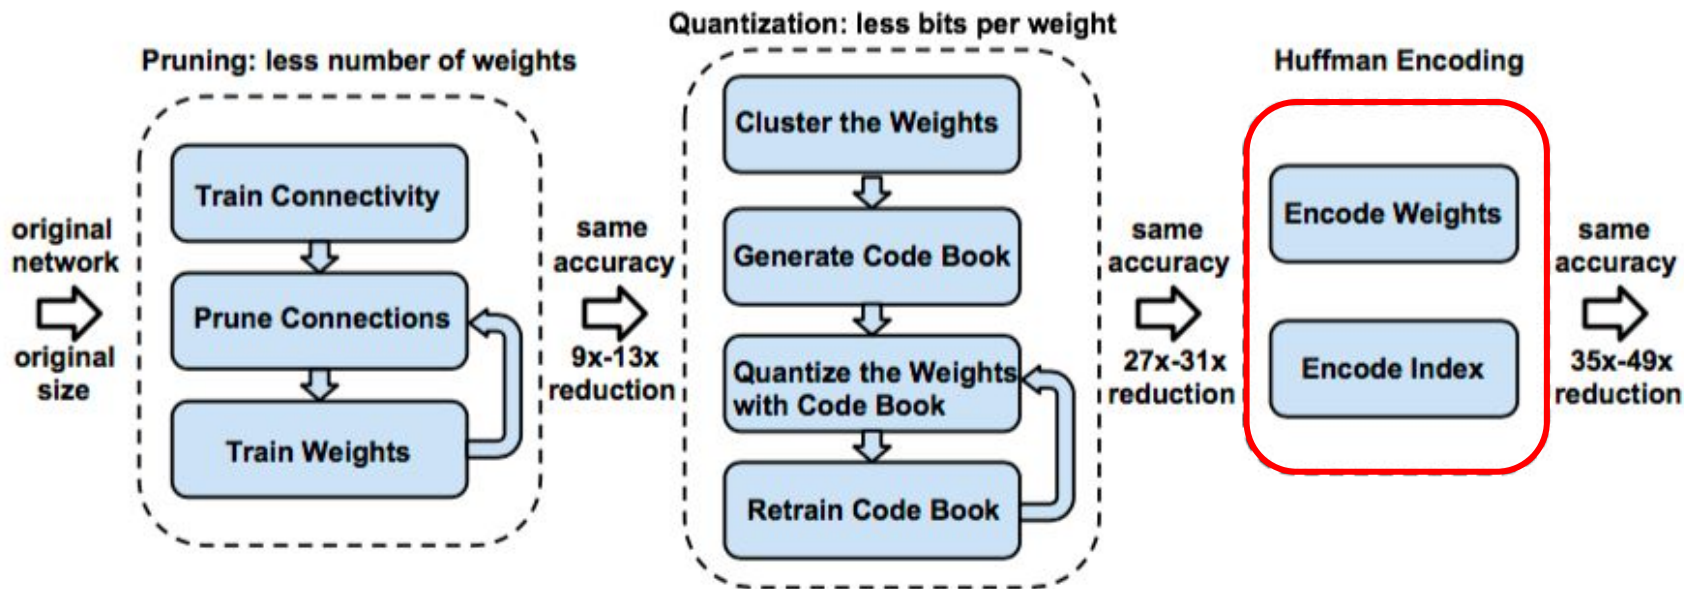 original
network
original
size
Pruning: less number of weights
Train Connectivity
Prune Connections
Train Weights
same
accuracy
9x-13x
reduction
Quantization: less bits per weight
Cluster the Weights
Generate Code Book
Quantize the Weights
with Code Book
Retrain Code Book
same
accuracy
27x-31x
reduction
Huffman Encoding
Encode Weights
Encode Index
same
accuracy
35x-49x
reduction